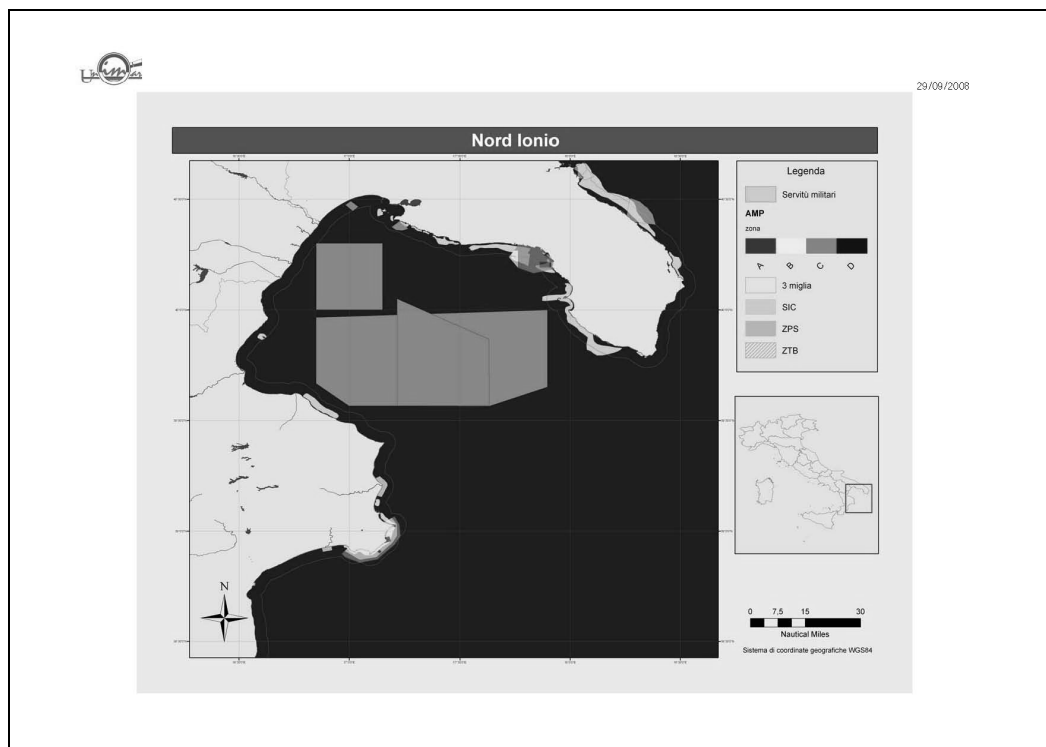 Unimar
29/09/2008
Nord Ionio
Legenda
Servitù militari
AMP
zona
A B C D
3 miglia
SIC
ZPS
ZTB
N
0 7,5 15 30
Nautical Miles
Sistema di coordinate geografiche WGS84